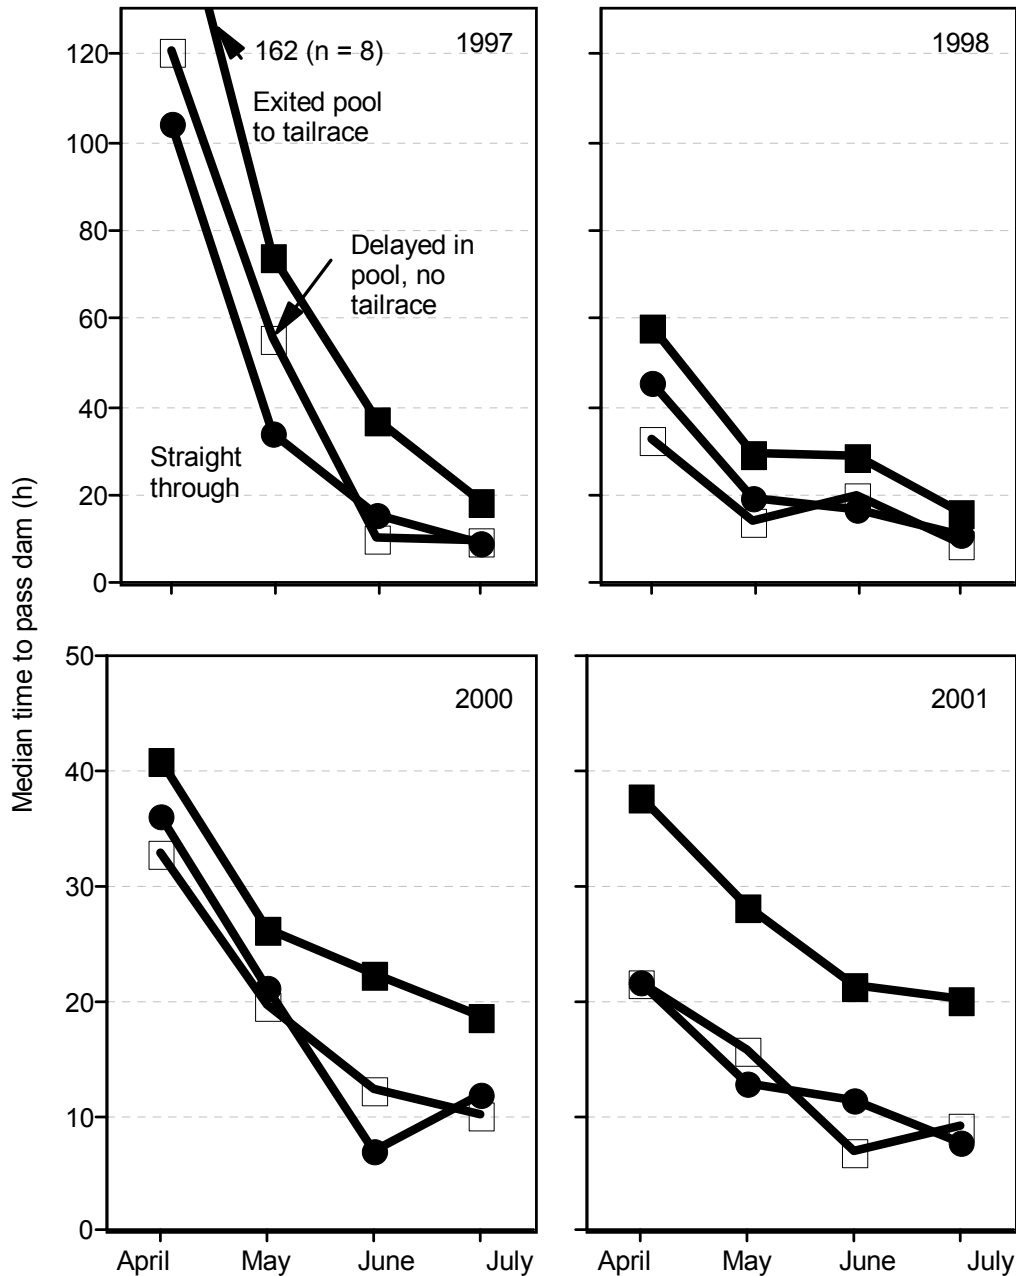 Median time to pass dam (h)
1997
120
100
80
60
40
20
0
162 (n = 8)
Exited pool
to tailrace
Delayed in
pool, no
tailrace
Straight
through
1998
2000
50
40
30
20
10
0
April May June July
2001
April May June July